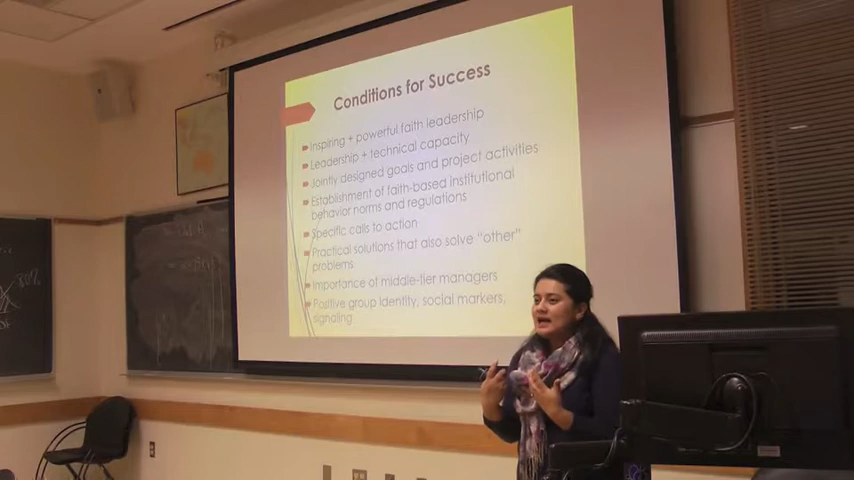 Conditions for Success
Inspiring + powerful faith leadership
Leadership + technical capacity
Jointly designed goals and project activities
Establishment of faith-based institutional
behavior norms and regulations
Specific calls to action
Practical solutions that also solve "other"
problems
Importance of middle-tier managers
Positive group identity, social markers,
signaling